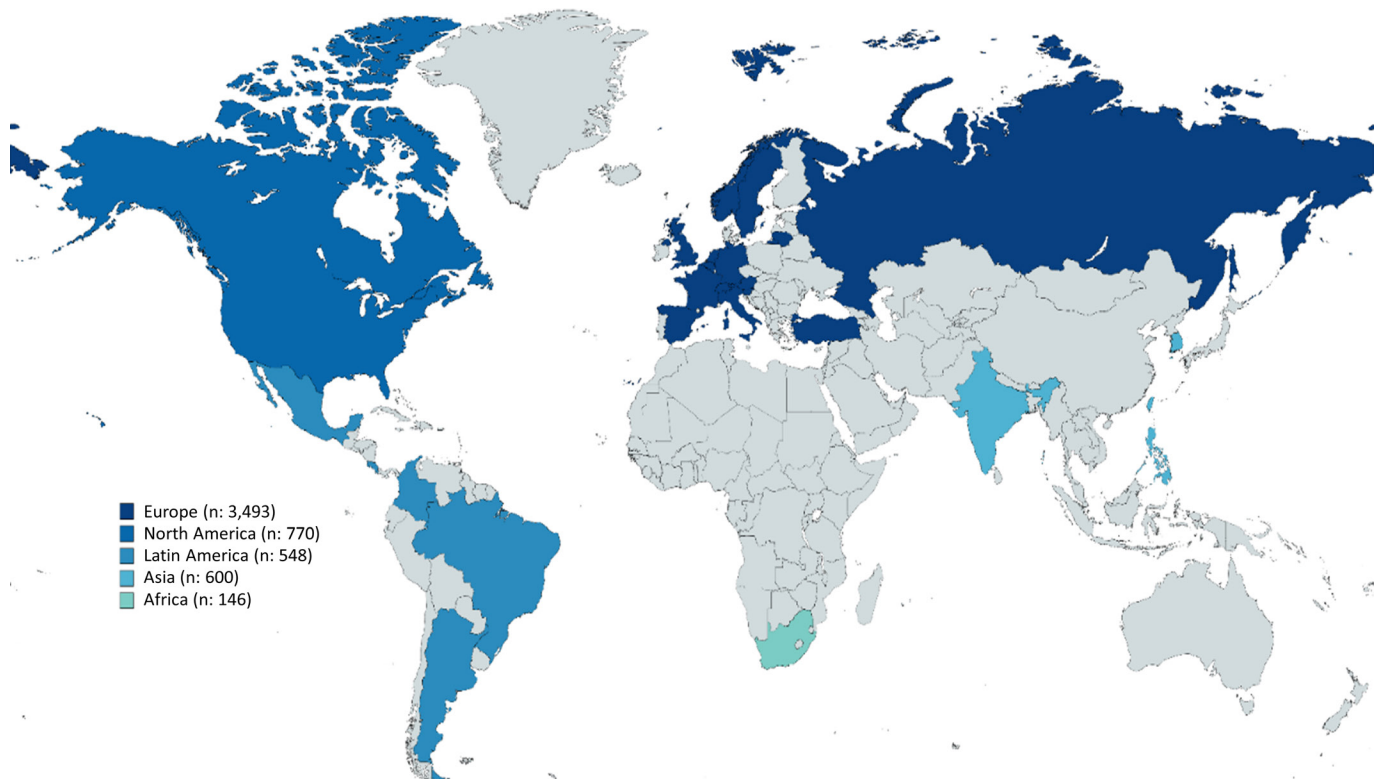 Europe (n: 3,493)
North America (n: 770)
Latin America (n: 548)
Asia (n: 600)
Africa (n: 146)